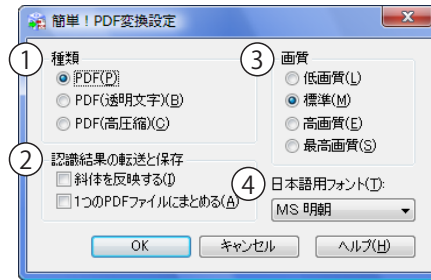 簡単!PDF変換設定
① 種類
PDF(P)
PDF(透明文字)(B)
PDF(高圧縮)(C)
② 認識結果の転送と保存
斜体を反映する(I)
1つのPDFファイルにまとめる(A)
③ 画質
低画質(L)
標準(M)
高画質(E)
最高画質(S)
④ 日本語用フォント(T):
MS 明朝
OK キャンセル ヘルプ(H)